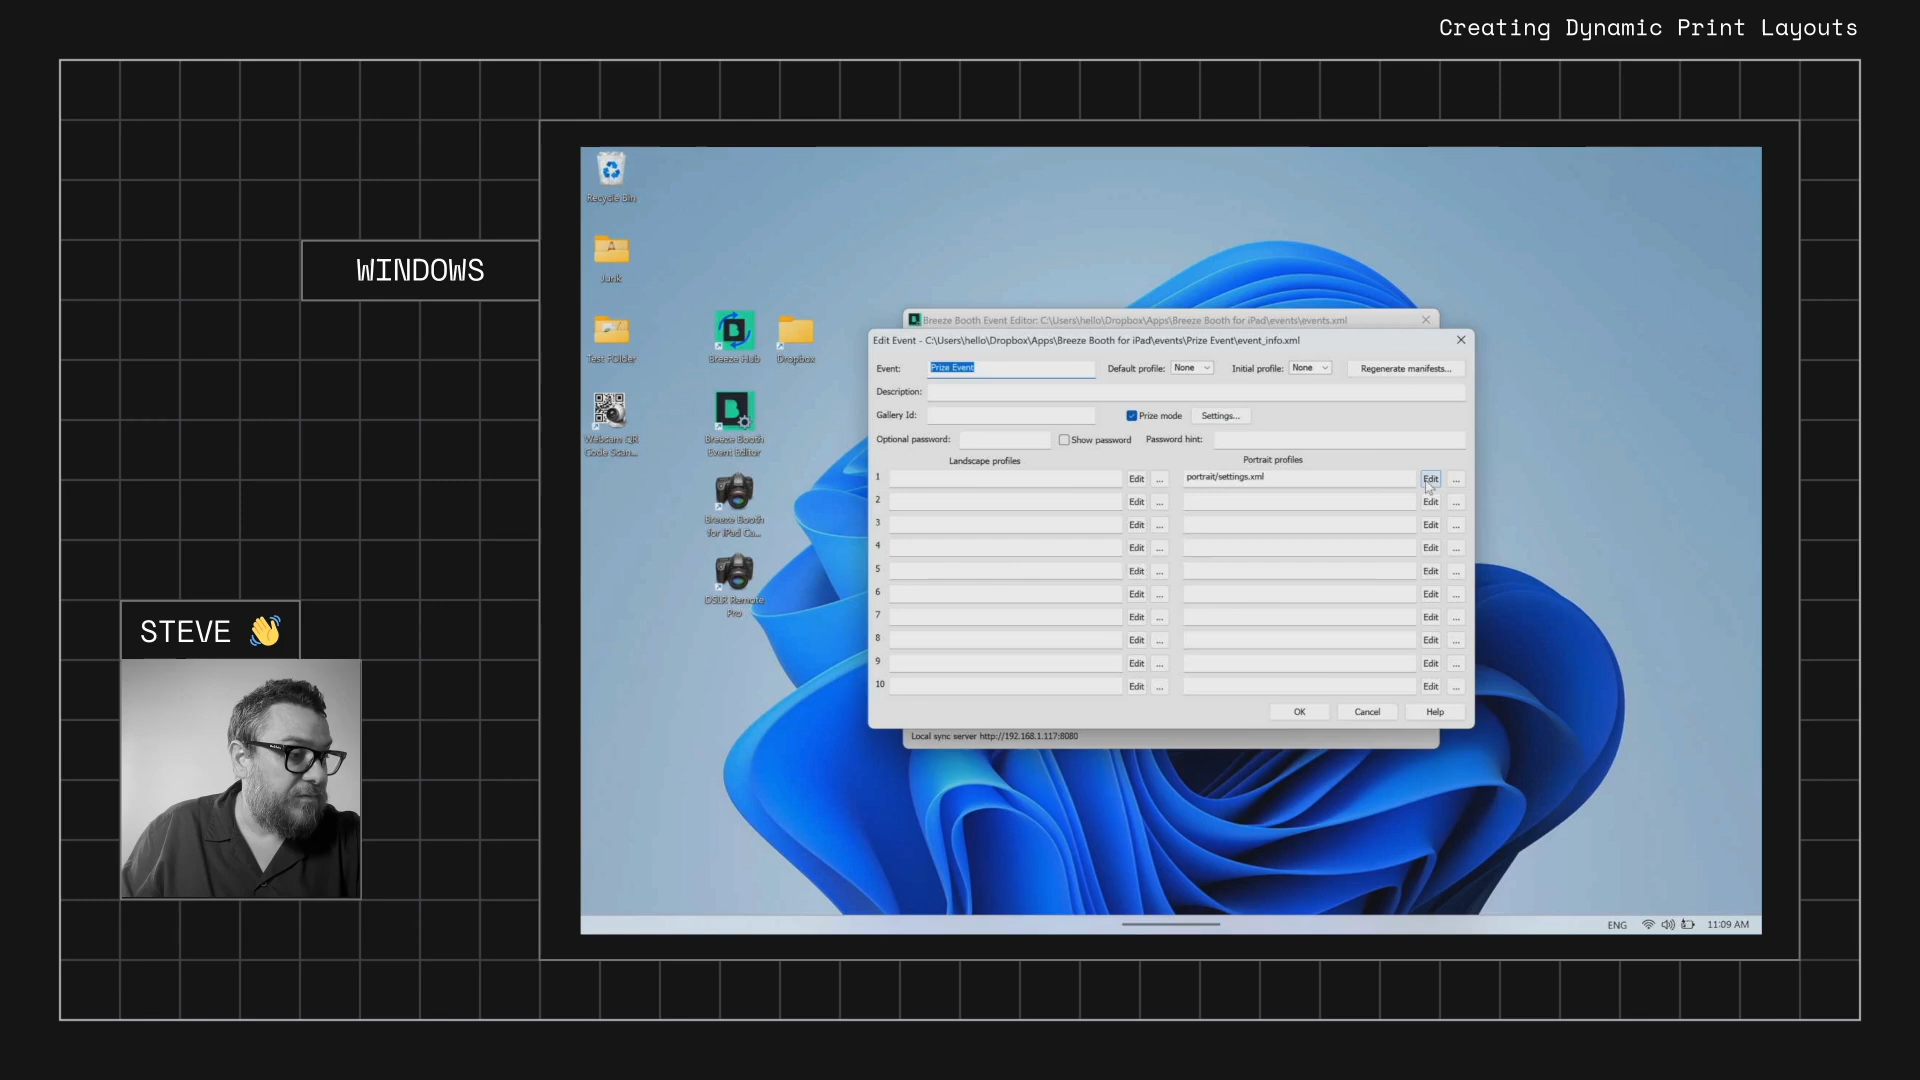 Creating Dynamic Print Layouts
WINDOWS
STEVE 👋
Recycle Bin
Junk
Test FOlder
Breeze Hub
Dropbox
Webcam QR
Code Scan...
Breeze Booth
Event Editor
Breeze Booth
for iPad Ca...
DSLR Remote
Pro
Breeze Booth Event Editor: C:\Users\hello\Dropbox\Apps\Breeze Booth for iPad\events\events.xml
Edit Event - C:\Users\hello\Dropbox\Apps\Breeze Booth for iPad\events\Prize Event\event_info.xml
Event: Prize Event Default profile: None Initial profile: None Regenerate manifests...
Description:
Gallery Id: Prize mode Settings...
Optional password: Show password Password hint:
Landscape profiles Portrait profiles
1 Edit ... portrait/settings.xml Edit ...
2 Edit ... Edit ...
3 Edit ... Edit ...
4 Edit ... Edit ...
5 Edit ... Edit ...
6 Edit ... Edit ...
7 Edit ... Edit ...
8 Edit ... Edit ...
9 Edit ... Edit ...
10 Edit ... Edit ...
OK Cancel Help
Local sync server http://192.168.1.117:8080
ENG 11:09 AM